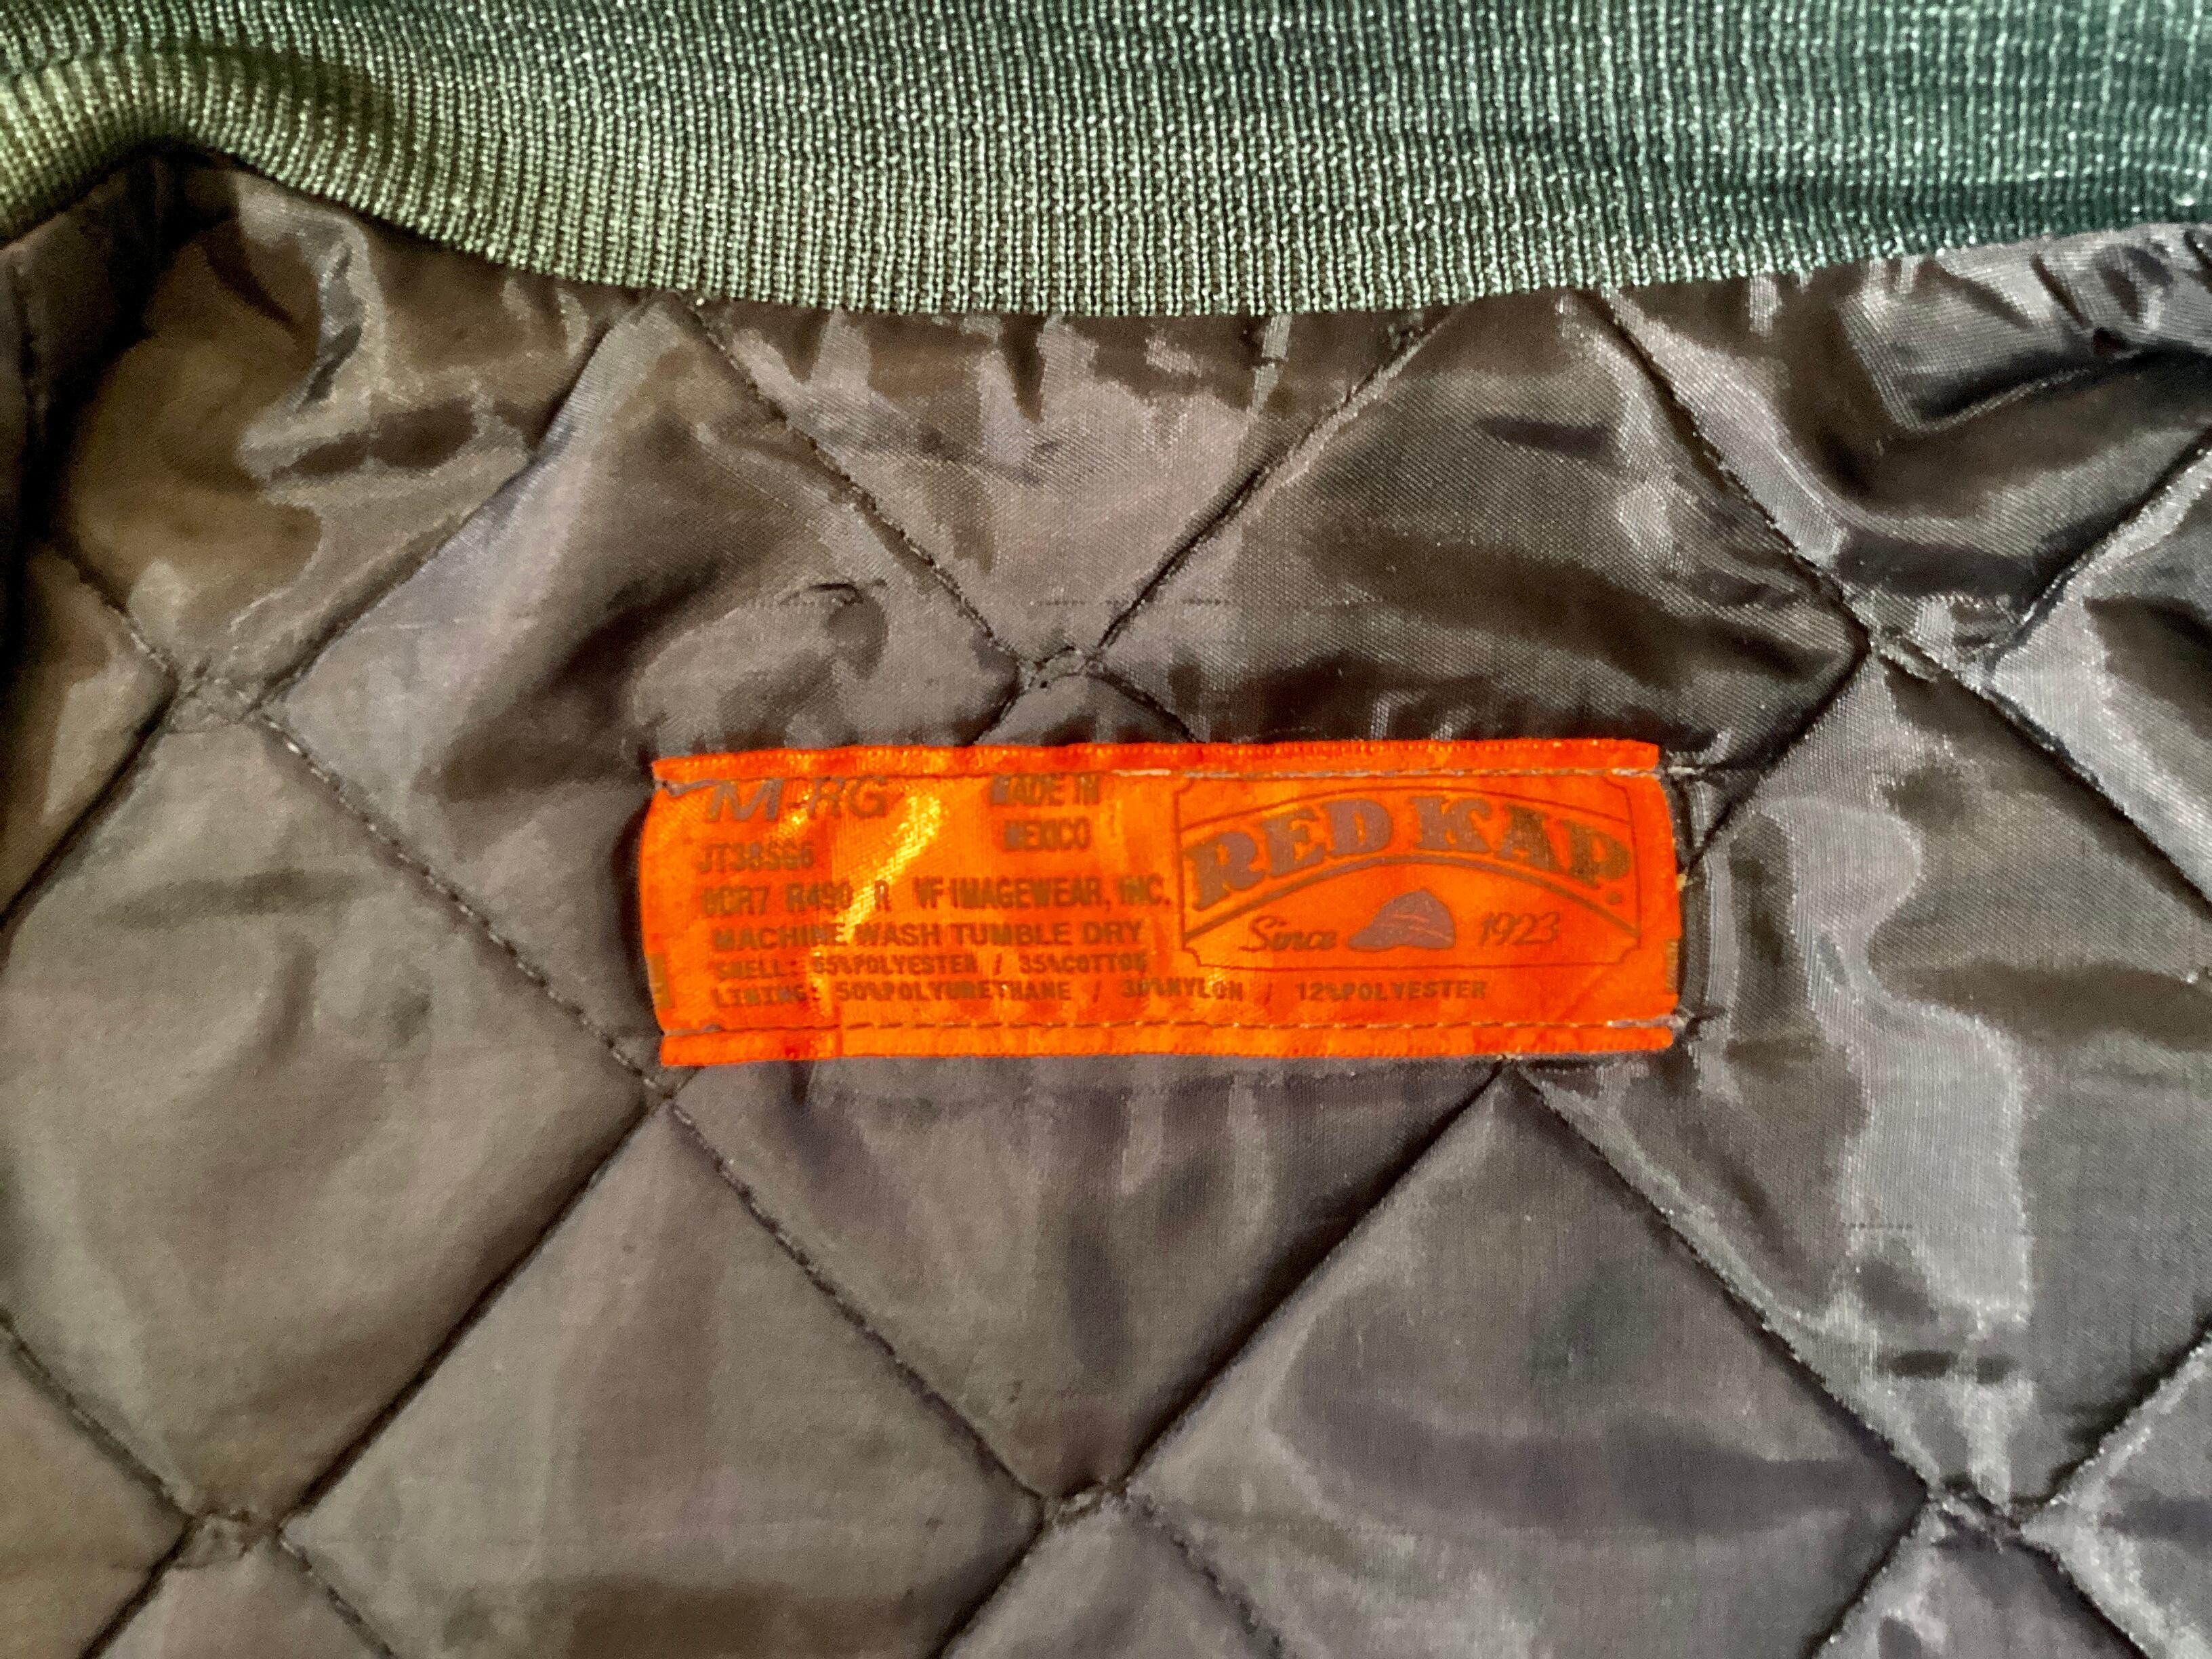 M-RG
MADE IN
MEXICO
JT38SG6
R490 R VF IMAGEWEAR, INC.
MACHINE WASH TUMBLE DRY
SHELL: 65%POLYESTER / 35%COTTON
LINING: 50%POLYURETHANE / 38%NYLON / 12%POLYESTER
RED KAP
Since 1923